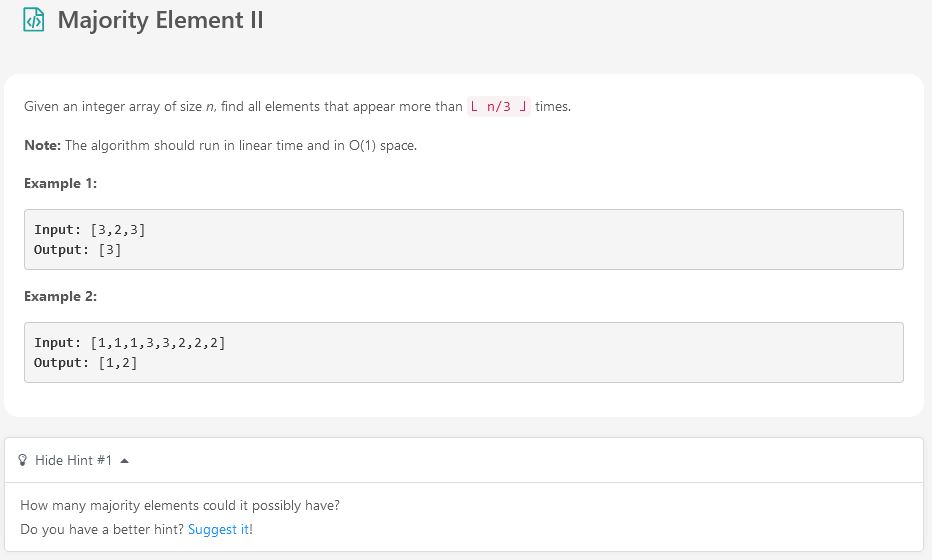 Majority Element II
Given an integer array of size n, find all elements that appear more than ⌊ n/3 ⌋ times.
Note: The algorithm should run in linear time and in O(1) space.
Example 1:
Input: [3,2,3]
Output: [3]
Example 2:
Input: [1,1,1,3,3,2,2,2]
Output: [1,2]
Hide Hint #1
How many majority elements could it possibly have?
Do you have a better hint? Suggest it!